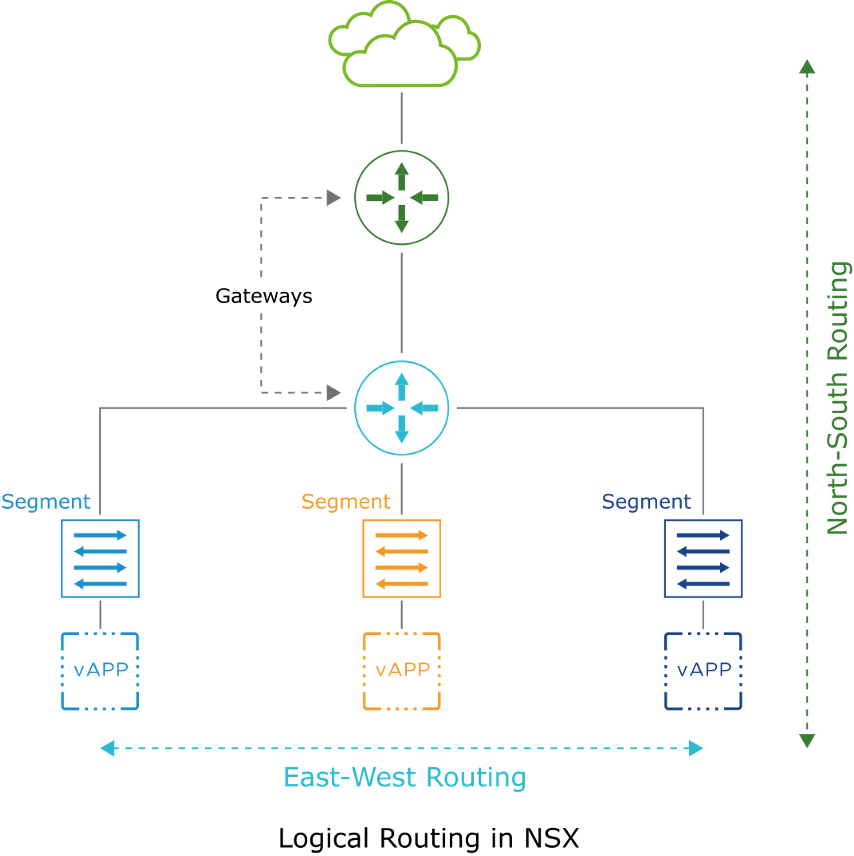 Gateways
North-South Routing
Segment
Segment
Segment
vAPP
vAPP
vAPP
East-West Routing
Logical Routing in NSX